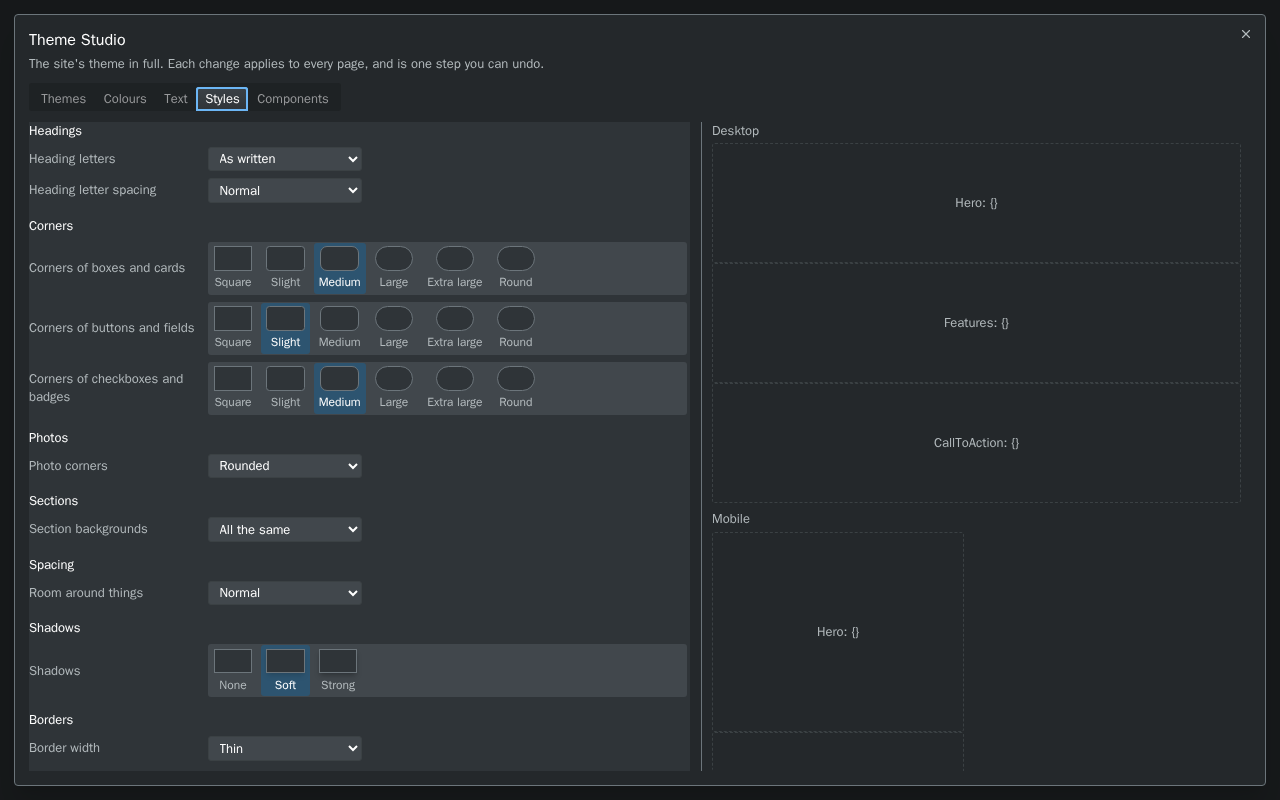 Theme Studio
✕
The site's theme in full. Each change applies to every page, and is one step you can undo.
Themes Colours Text Styles Components
Headings
Heading letters As written
Heading letter spacing Normal
Corners
Corners of boxes and cards
Square Slight Medium Large Extra large Round
Corners of buttons and fields
Square Slight Medium Large Extra large Round
Corners of checkboxes and
badges
Square Slight Medium Large Extra large Round
Photos
Photo corners Rounded
Sections
Section backgrounds All the same
Spacing
Room around things Normal
Shadows
Shadows
None Soft Strong
Borders
Border width Thin
Desktop
Hero: {}
Features: {}
CallToAction: {}
Mobile
Hero: {}